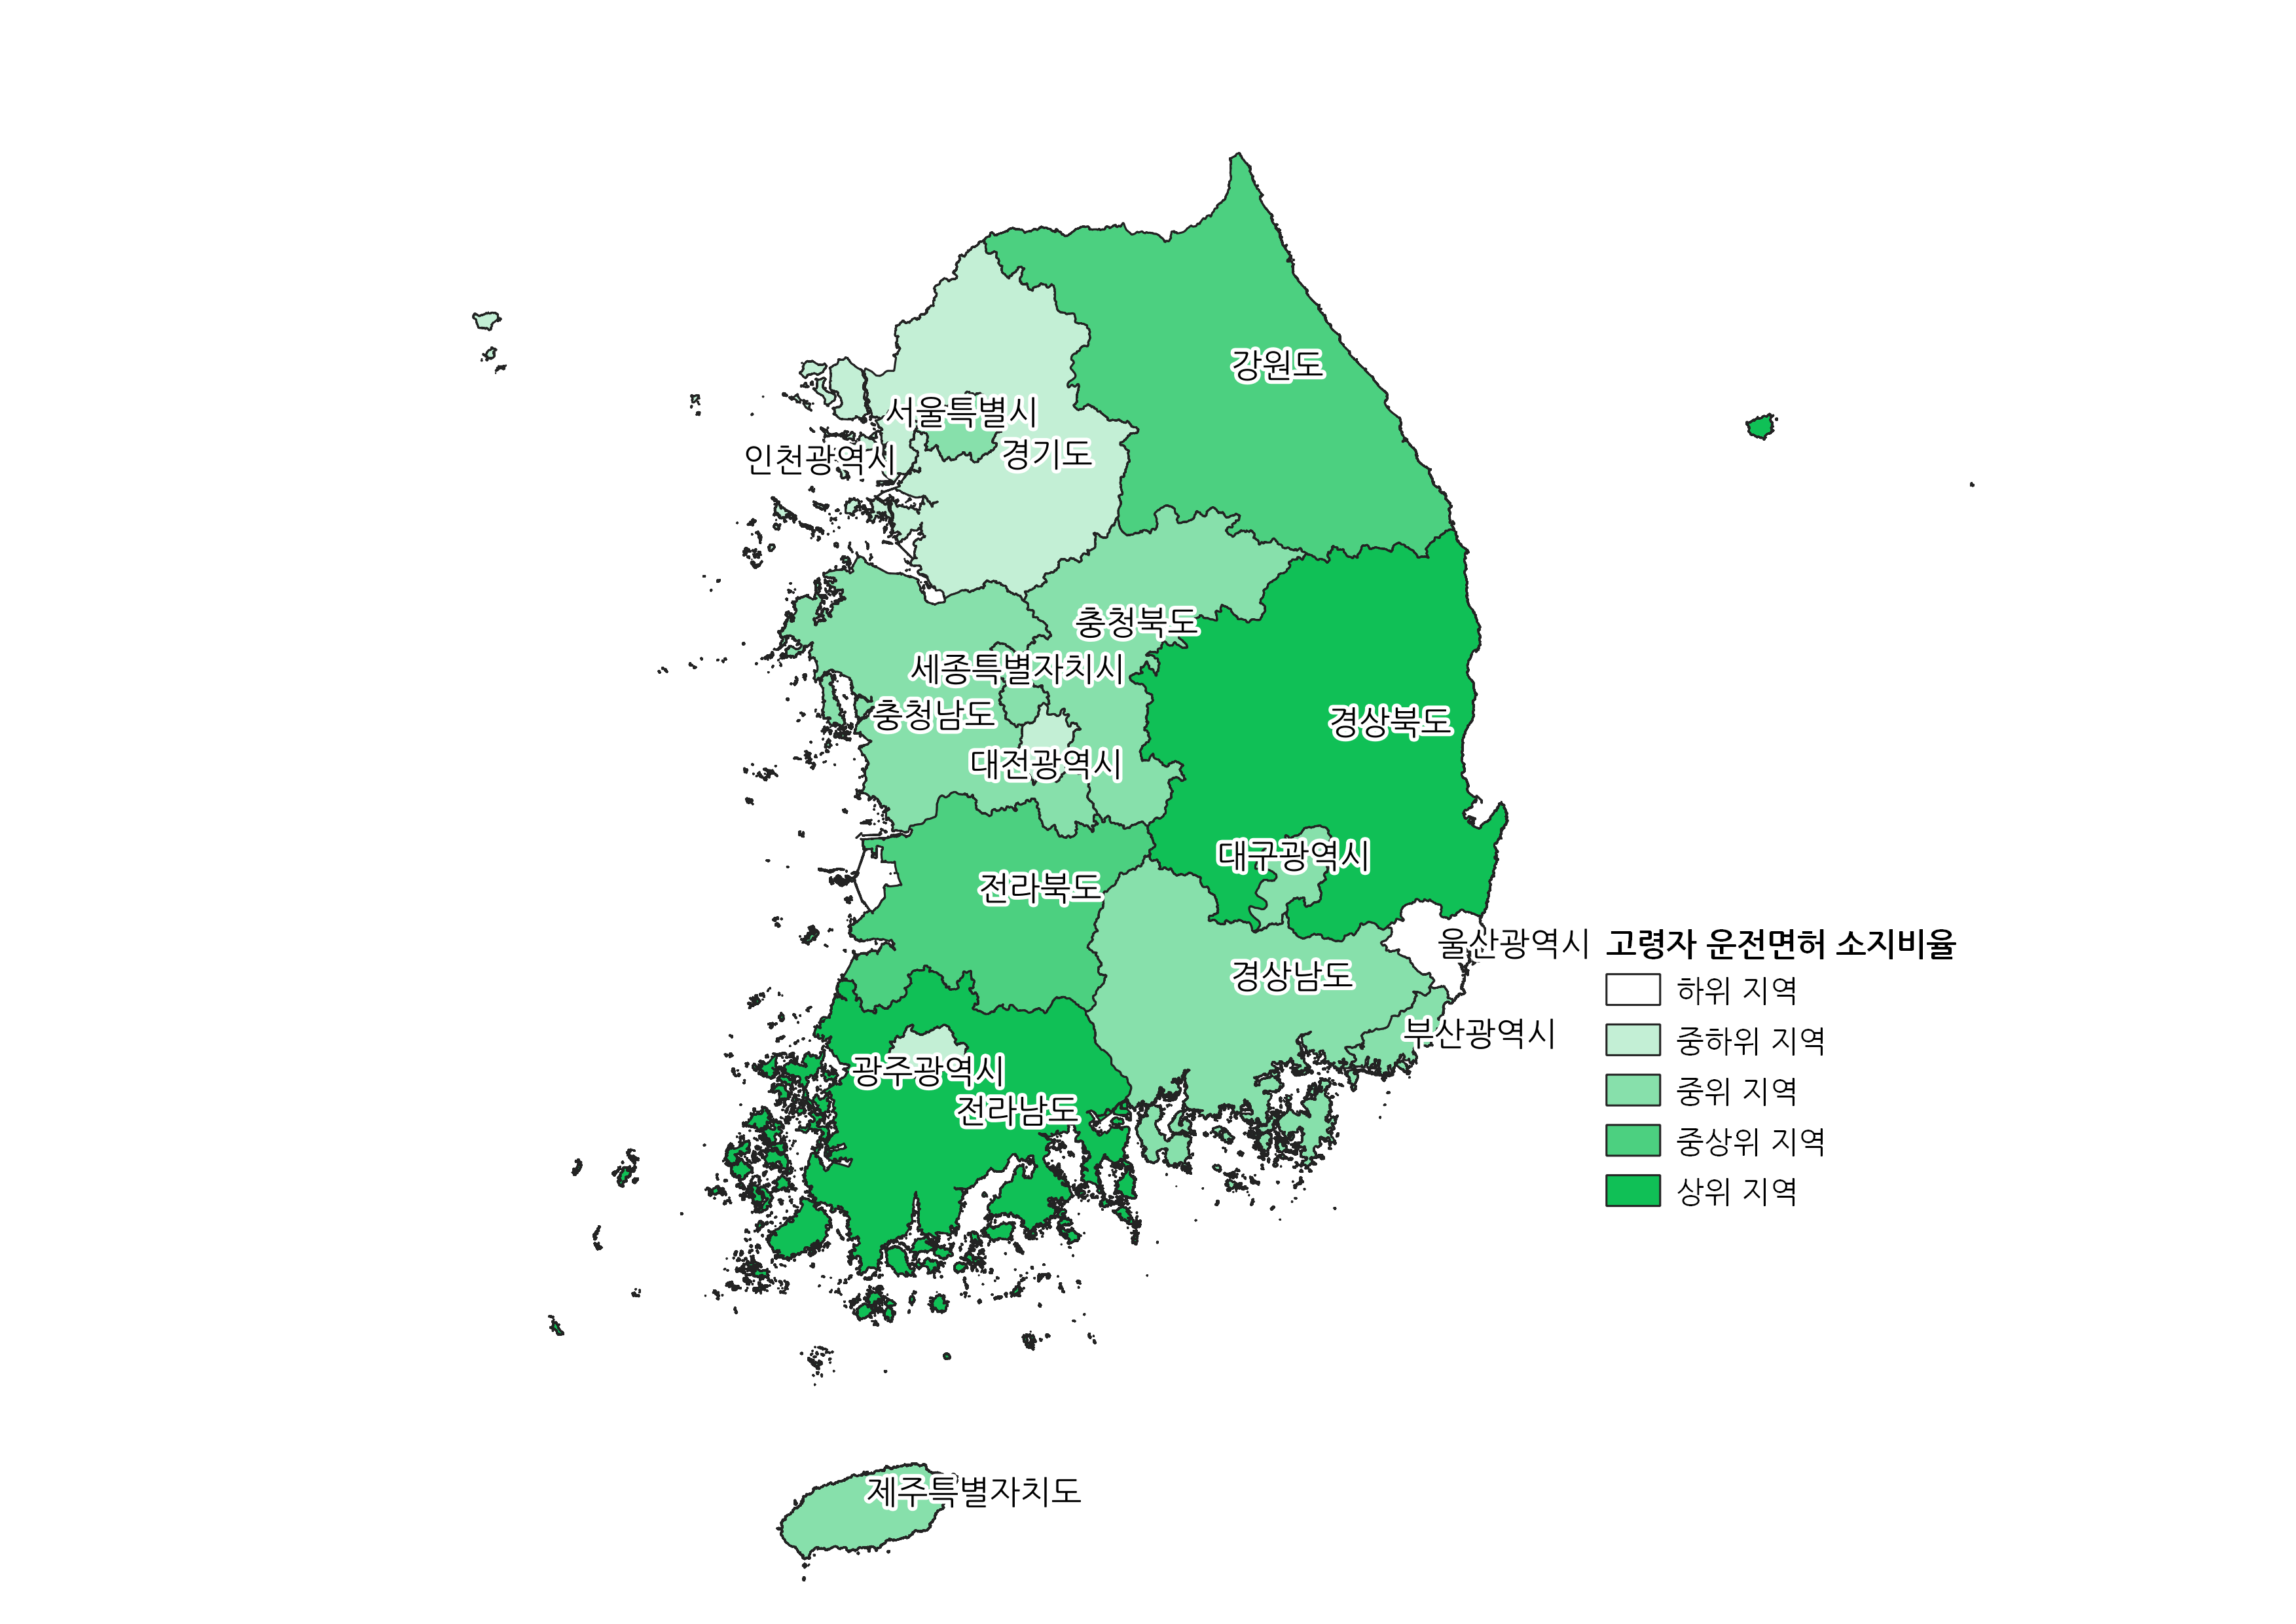 강원도
서울특별시
경기도
인천광역시
충청북도
세종특별자치시
충청남도
경상북도
대전광역시
대구광역시
전라북도
울산광역시
경상남도
부산광역시
광주광역시
전라남도
제주특별자치도
고령자 운전면허 소지비율
하위 지역
중하위 지역
중위 지역
중상위 지역
상위 지역